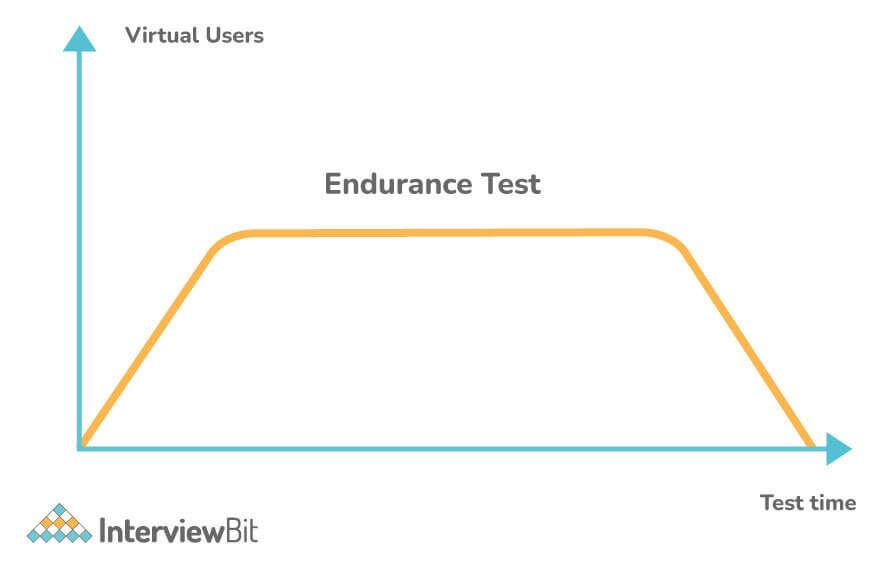 Virtual Users
Endurance Test
Test time
InterviewBit